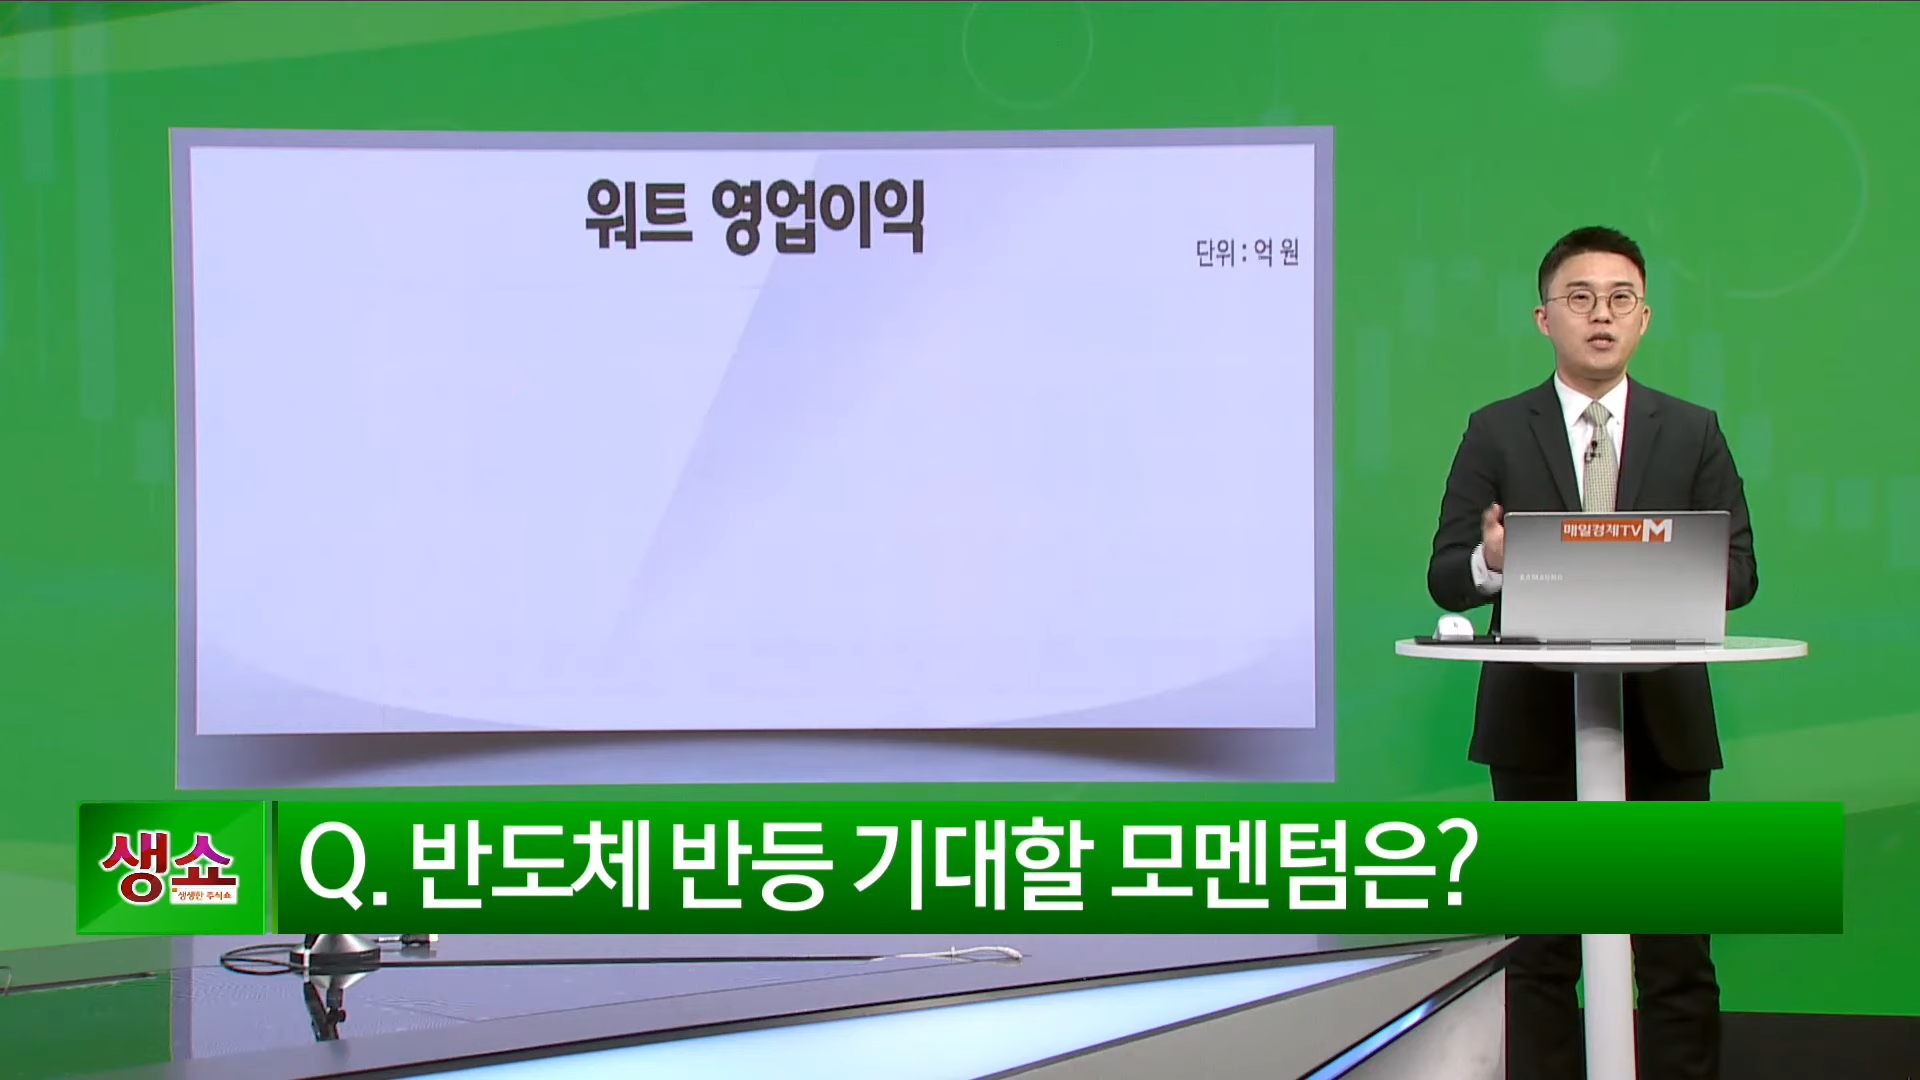 워트 영업이익
단위 : 억 원
매일경제TV M
SAMSUNG
생쇼
생생한 주식쇼
Q. 반도체 반등 기대할 모멘텀은?